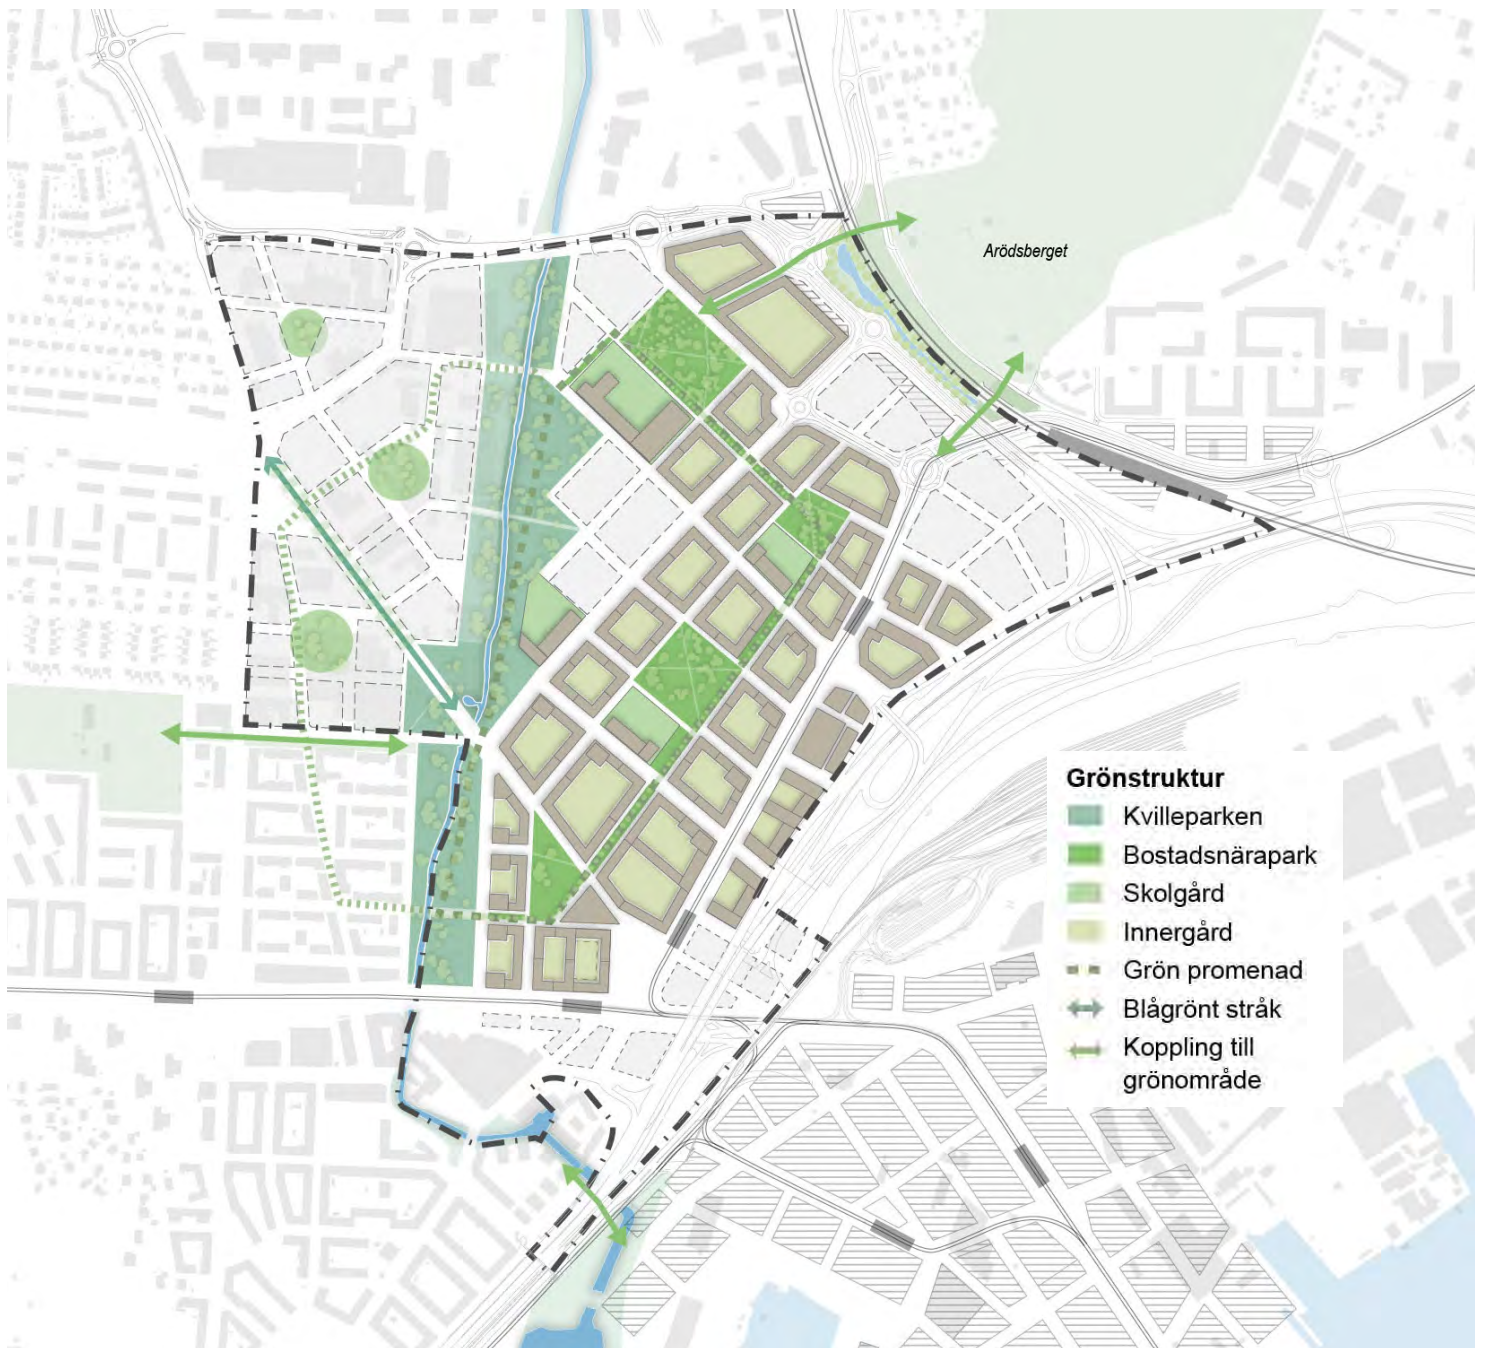 Arödsberget
Grönstruktur
Kvilleparken
Bostadsnärapark
Skolgård
Innergård
Grön promenad
Blågrönt stråk
Koppling till
grönområde